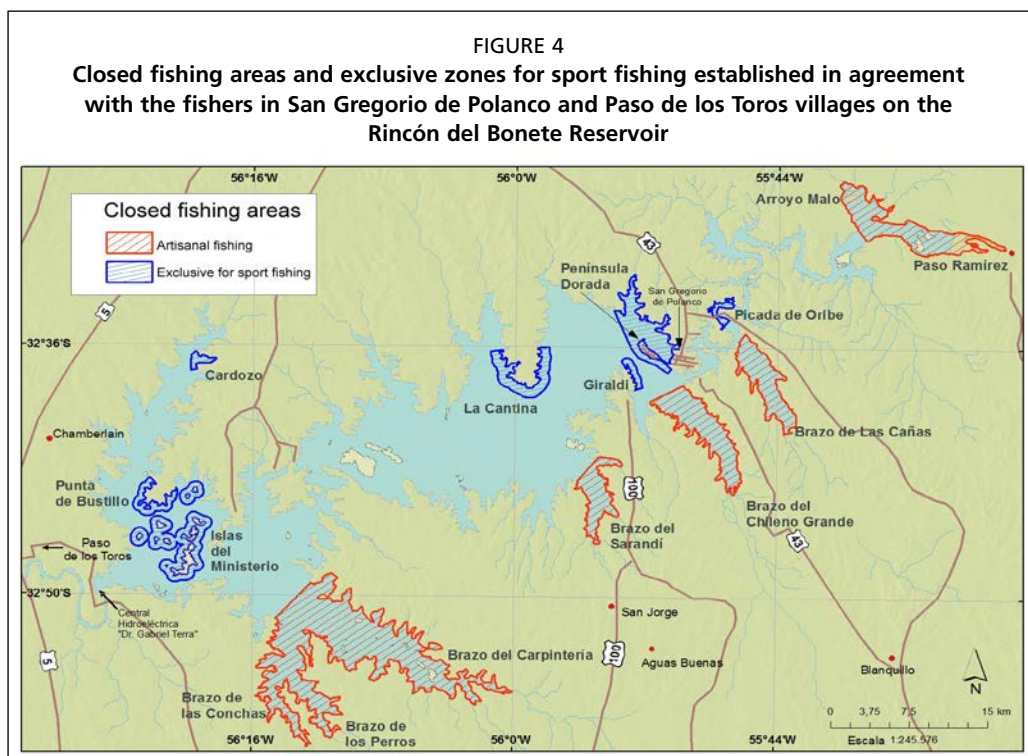 FIGURE 4
Closed fishing areas and exclusive zones for sport fishing established in agreement
with the fishers in San Gregorio de Polanco and Paso de los Toros villages on the
Rincón del Bonete Reservoir
56°16'W
56°0'W
55°44'W
Closed fishing areas
Artisanal fishing
Exclusive for sport fishing
Arroyo Malo
Paso Ramírez
43
5
Península
Dorada
San Gregorio
de Polanco
Picada de Oribe
32°36'S
32°36'S
Cardozo
Giraldi
La Cantina
Chamberlain
Brazo de Las Cañas
Punta
de Bustillo
100
Brazo del
Chileno Grande
Brazo del
Sarandí
43
Paso
de los Toros
Islas
del
Ministerio
32°50'S
32°50'S
Central
Hidroeléctrica
"Dr. Gabriel Terra"
San Jorge
5
Brazo del Carpintería
100
Aguas Buenas
Blanquillo
N
Brazo de
las Conchas
Brazo de
los Perros
0 3,75 7,5 15 km
Escala 1:245.576
56°16'W
56°0'W
55°44'W